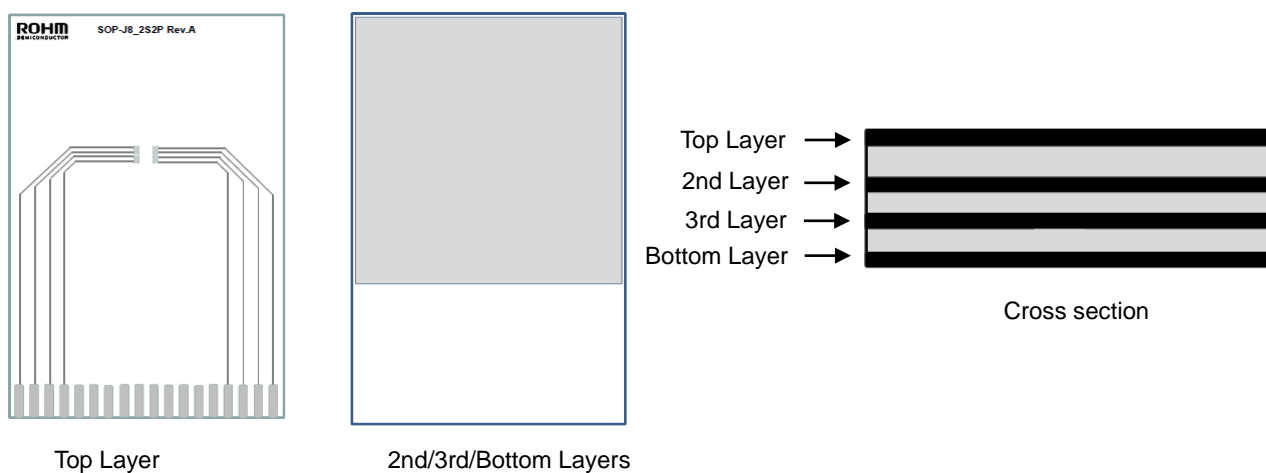 ROHM
SEMICONDUCTOR
SOP-J8_2S2P Rev.A
Top Layer
2nd Layer
3rd Layer
Bottom Layer
Cross section
Top Layer
2nd/3rd/Bottom Layers